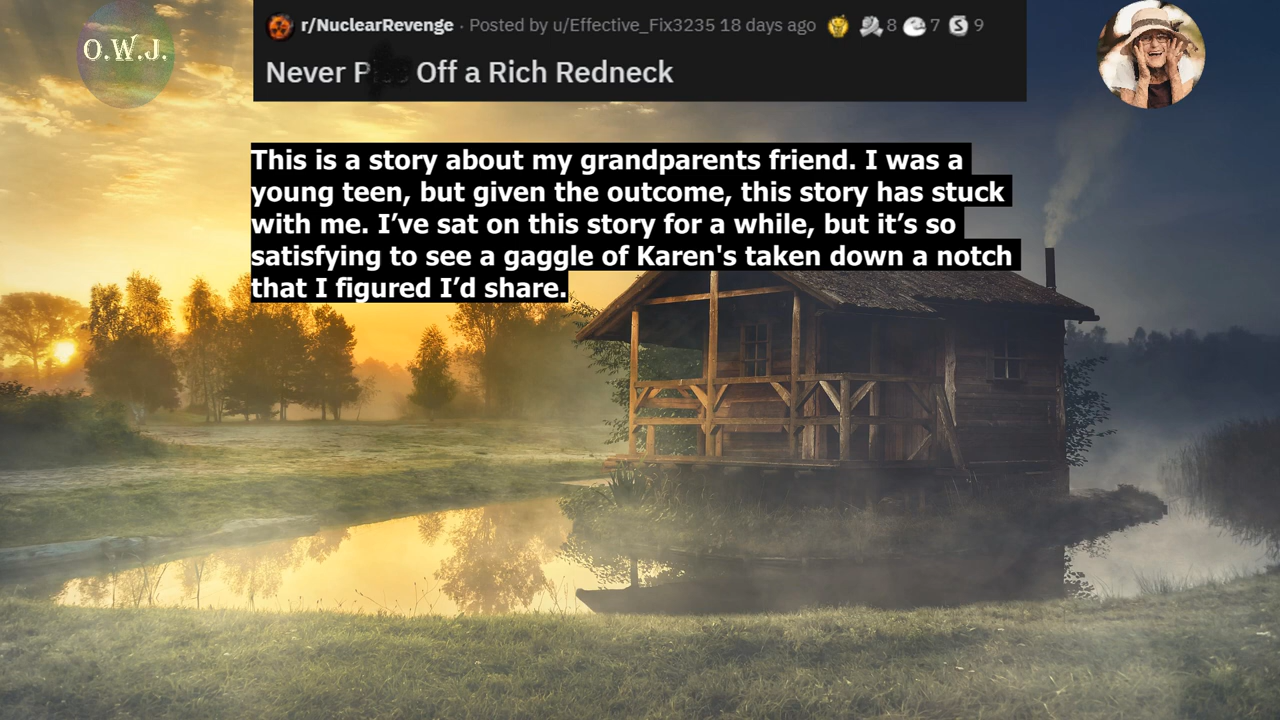 O.W.J.
r/NuclearRevenge · Posted by u/Effective_Fix3235 18 days ago 8 7 S 9
Never P Off a Rich Redneck
This is a story about my grandparents friend. I was a
young teen, but given the outcome, this story has stuck
with me. I’ve sat on this story for a while, but it’s so
satisfying to see a gaggle of Karen's taken down a notch
that I figured I’d share.